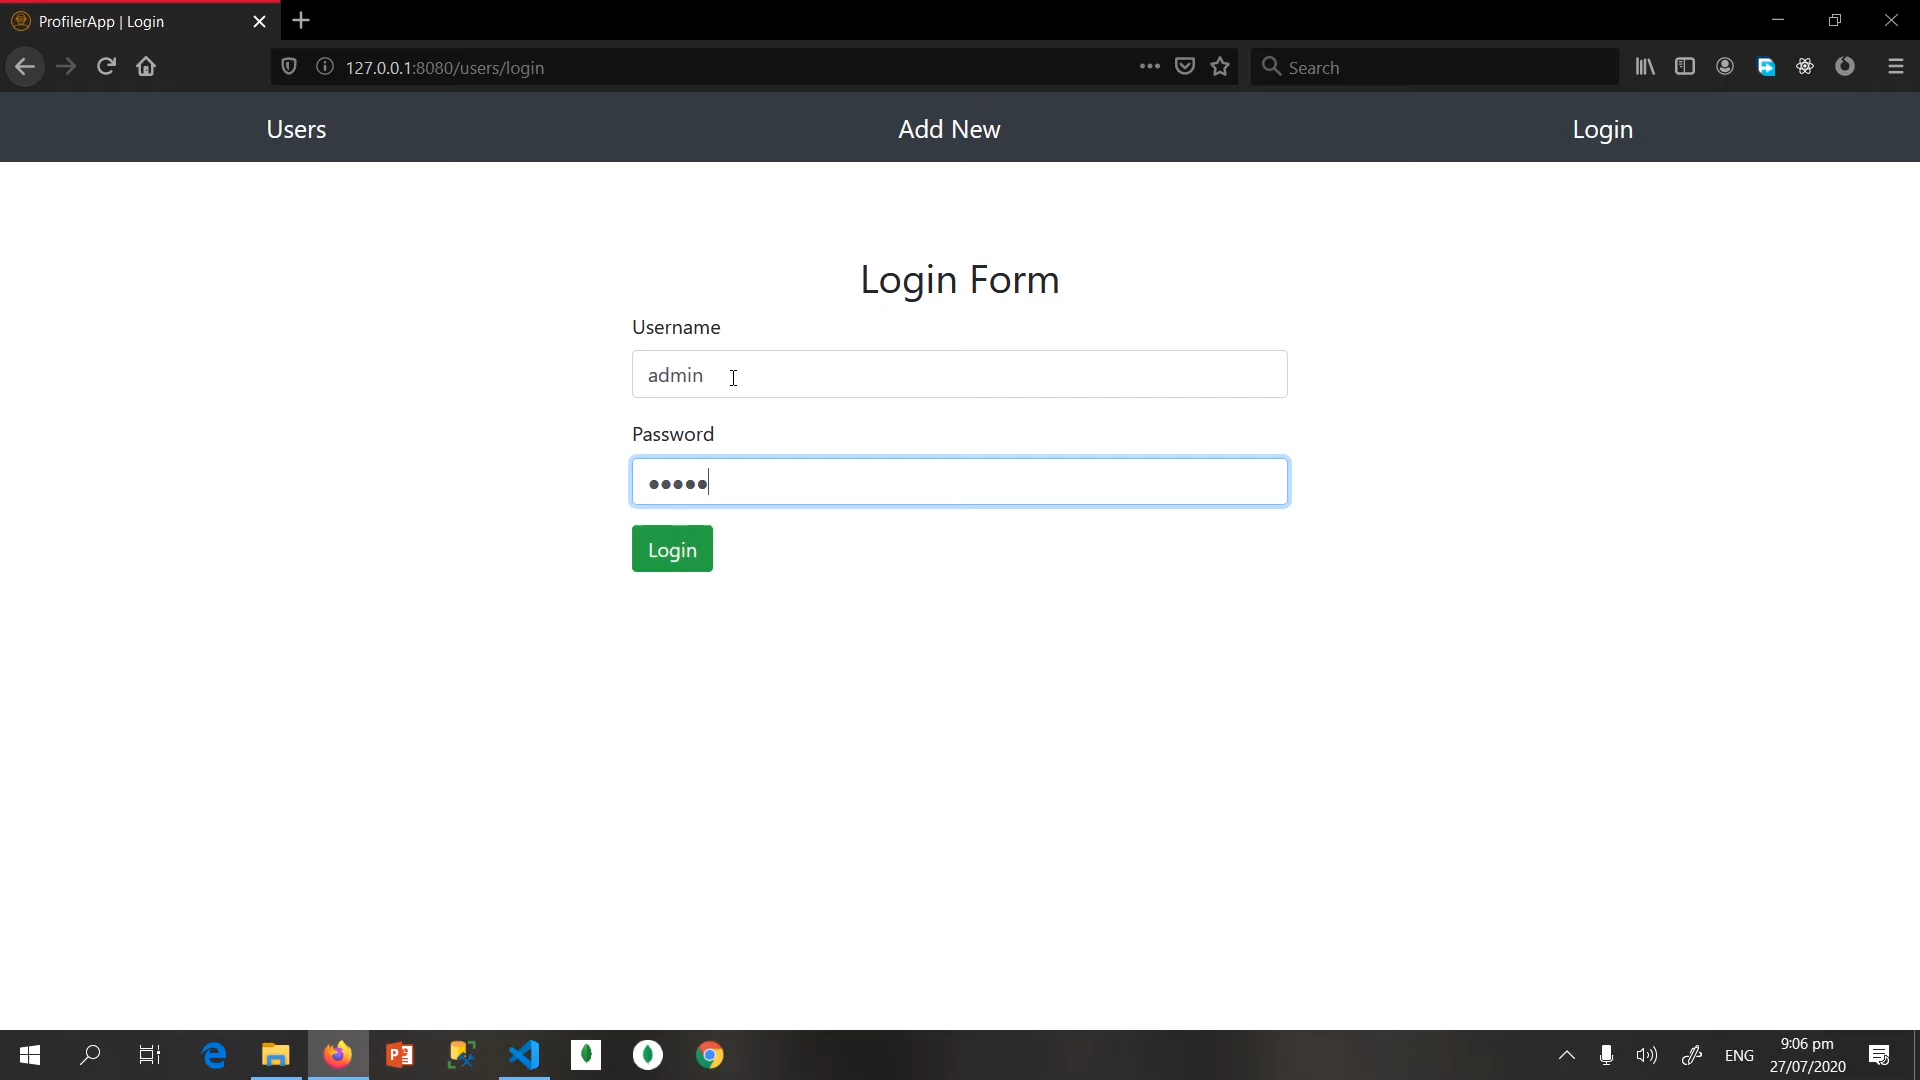 ProfilerApp | Login
127.0.0.1:8080/users/login
Search
Users
Add New
Login
Login Form
Username
admin
Password
•••••
Login
ENG
9:06 pm
27/07/2020